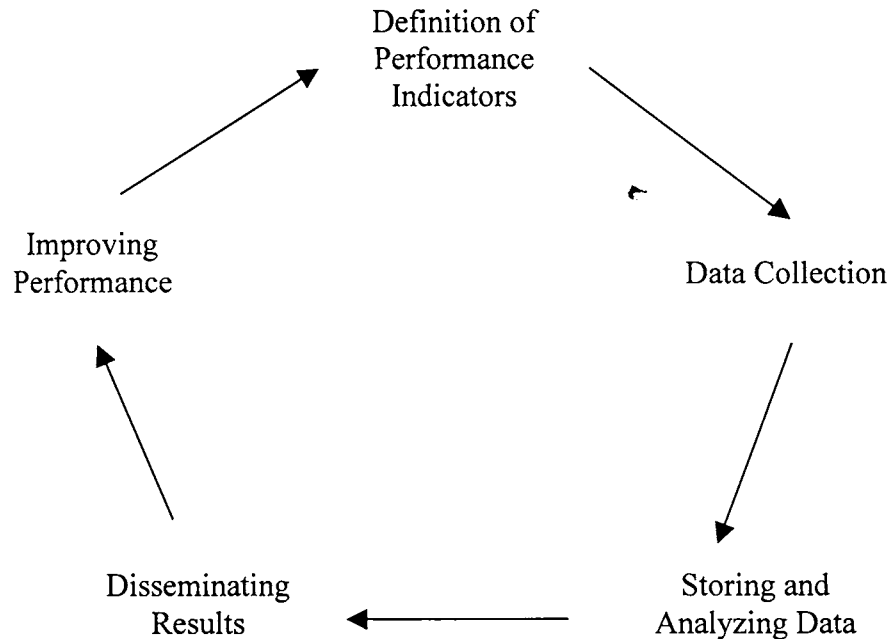 Definition of
Performance
Indicators
Data Collection
Storing and
Analyzing Data
Disseminating
Results
Improving
Performance